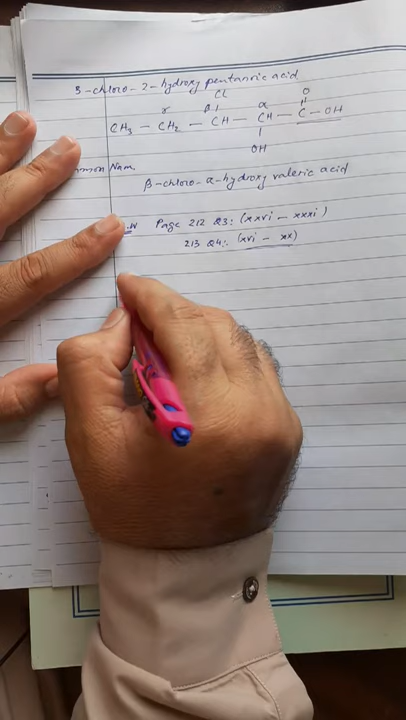 3-chloro-2-hydroxy pentanoic acid
Cl O
γ β α
CH₃ — CH₂ — CH — CH — C — OH
OH
Nam.
β-chloro-α-hydroxy valeric acid
.W Page 212 Q3: (xxvi — xxxi)
213 Q4:. (xvi — xx)